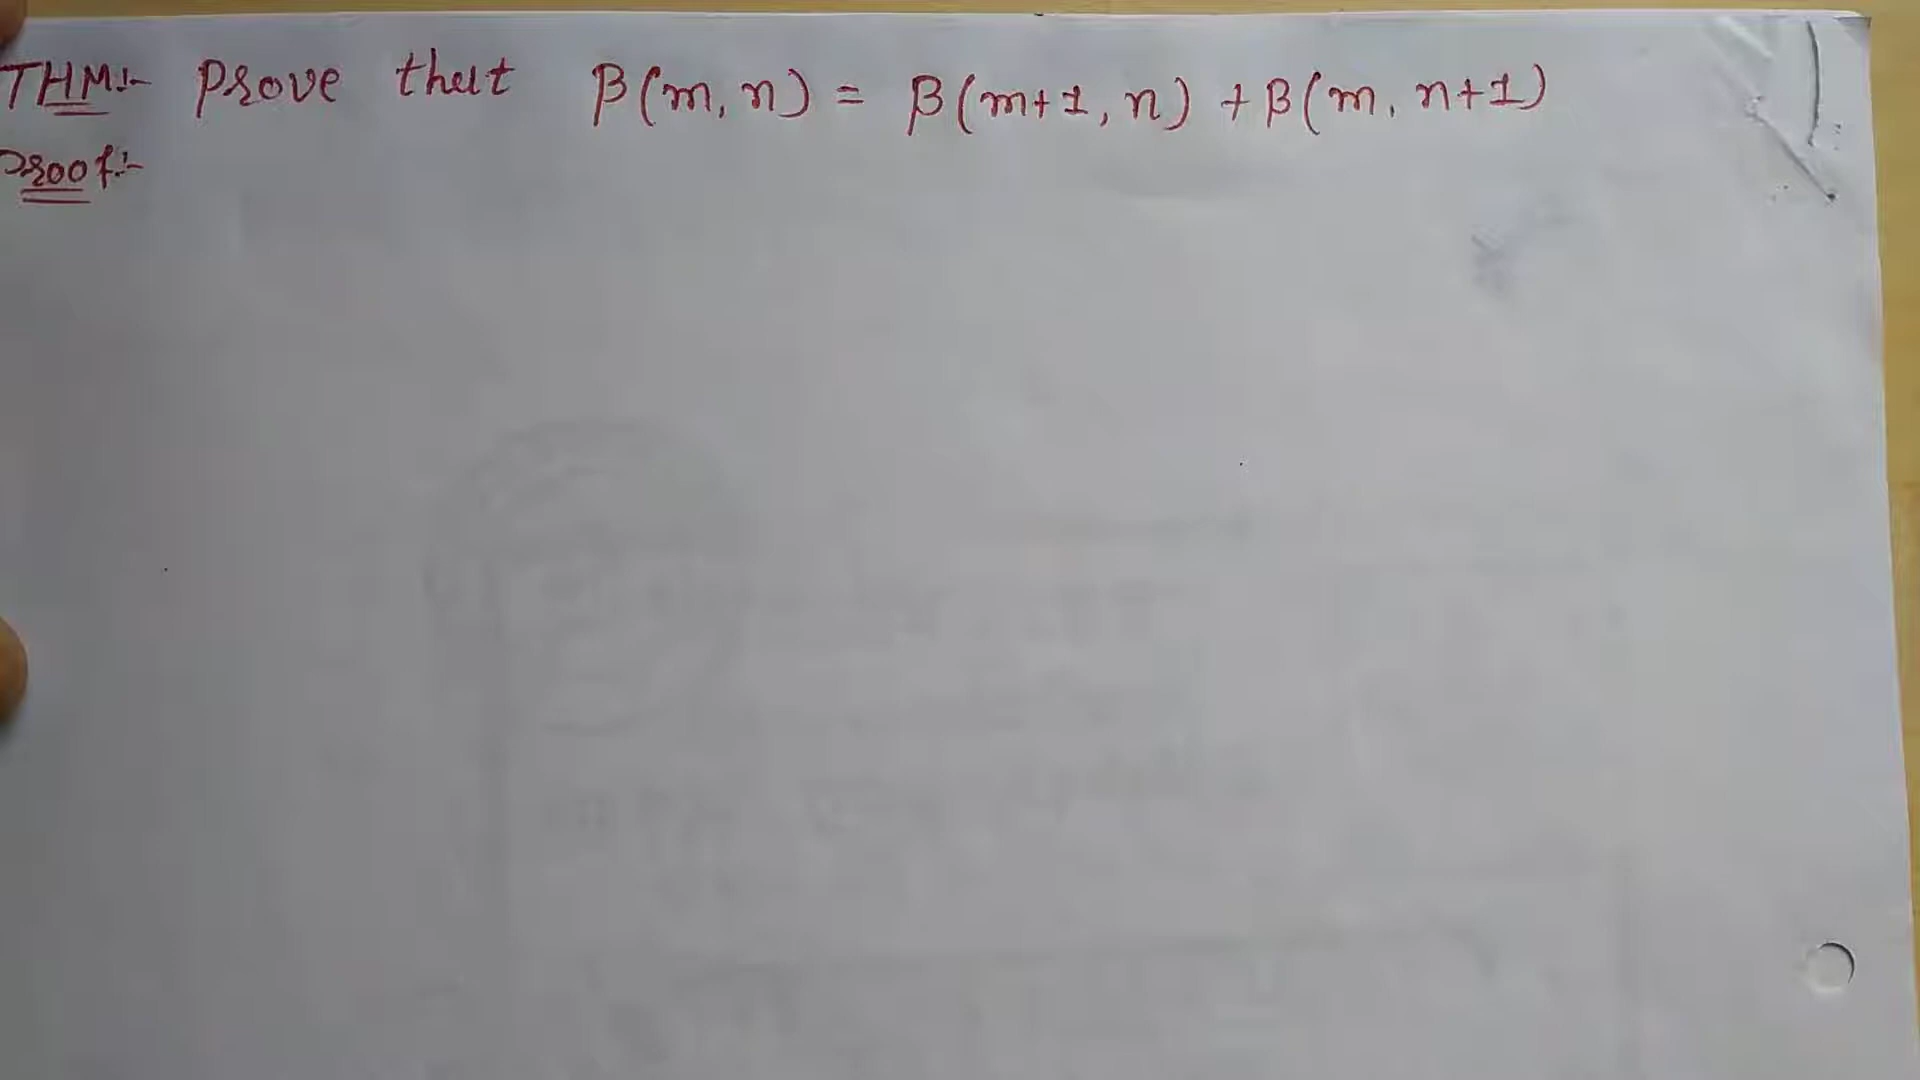 THM:- Prove that β(m, n) = β(m+1, n) + β(m, n+1)
Proof:-